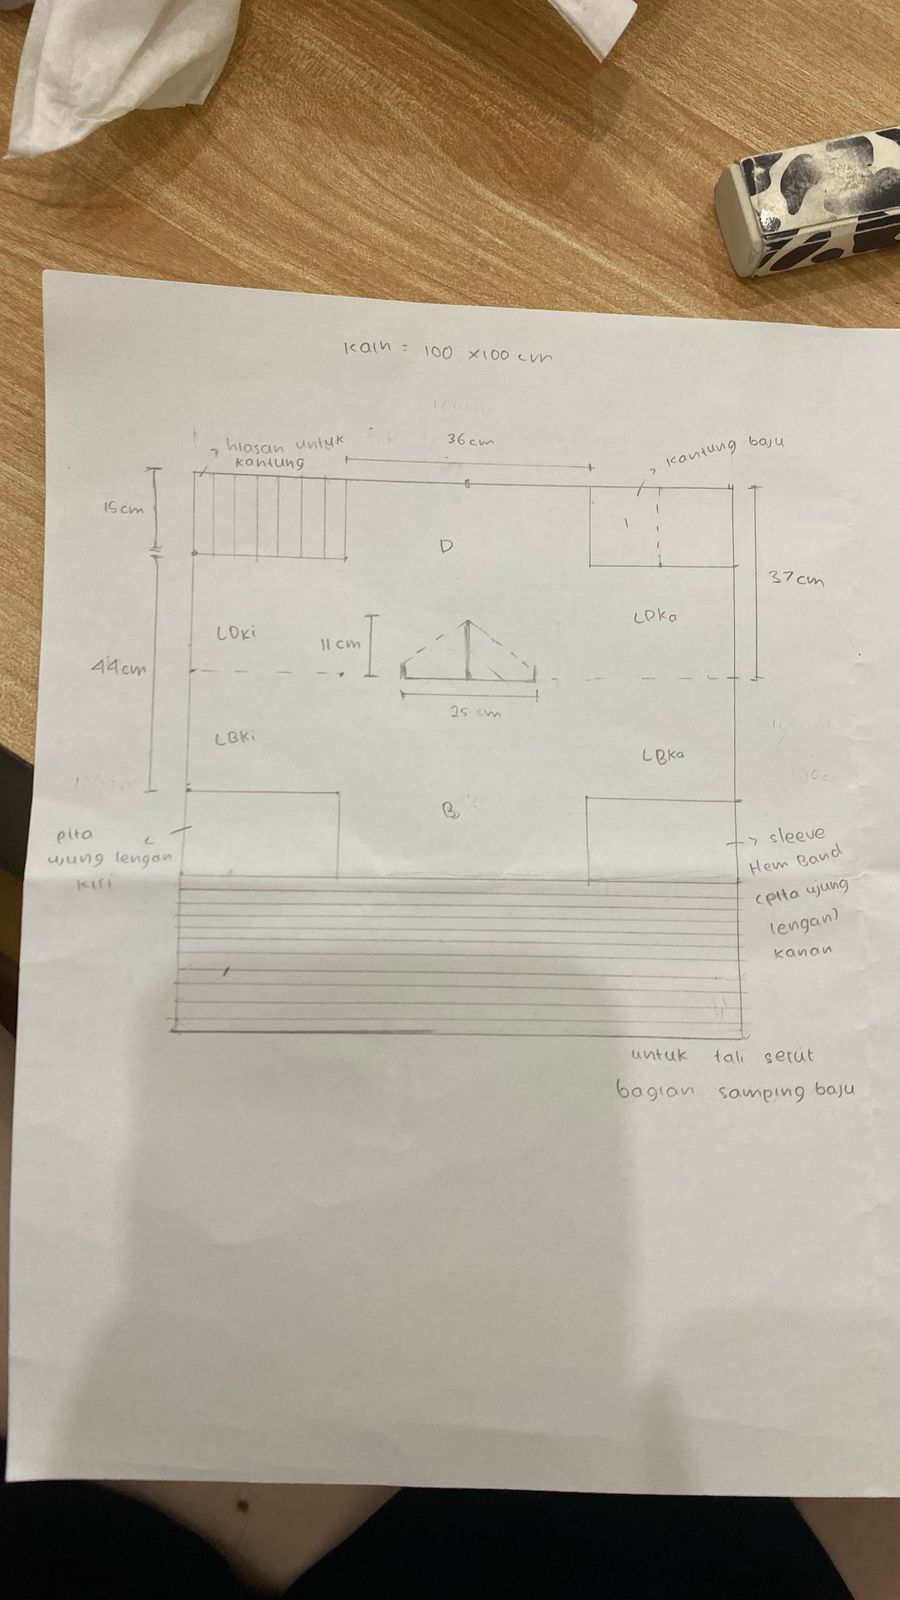 Kain = 100 x100 cm
hiasan untuk
kantung
36 cm
kantung baju
15cm
D
37cm
LDKi
LDKa
11 cm
44cm
25 cm
LBKi
LBKa
B
pita
ujung lengan
kiri
sleeve
Hem Band
(pita ujung
lengan)
kanan
untuk tali serut
bagian samping baju